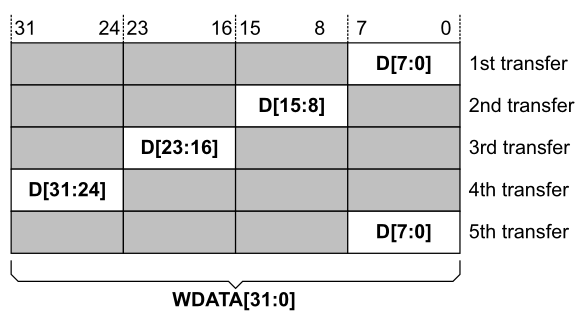 31 24 23 16 15 8 7 0
D[7:0] 1st transfer
D[15:8] 2nd transfer
D[23:16] 3rd transfer
D[31:24] 4th transfer
D[7:0] 5th transfer
WDATA[31:0]